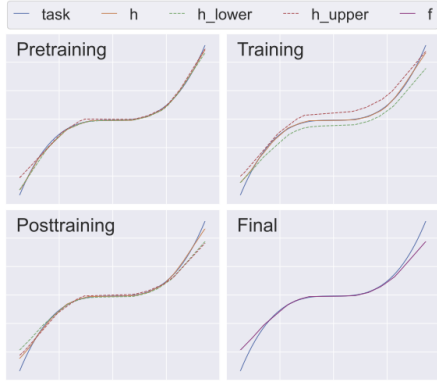 task h h_lower h_upper f
Pretraining Training
Posttraining Final